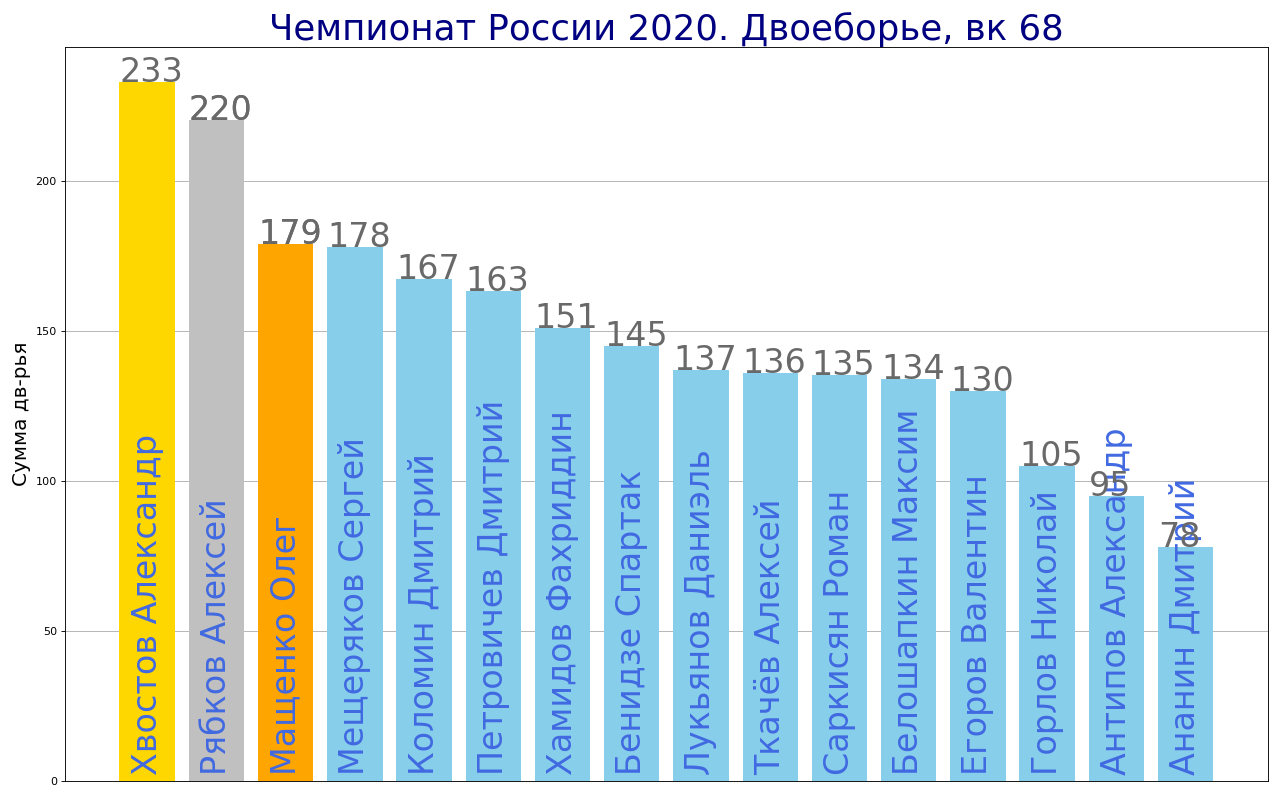 Чемпионат России 2020. Двоеборье, вк 68
Сумма дв-рья
200
150
100
50
0
233
220
179
178
167
163
151
145
137
136
135
134
130
105
95
78
Хвостов Александр
Рябков Алексей
Мащенко Олег
Мещеряков Сергей
Коломин Дмитрий
Петровичев Дмитрий
Хамидов Фахриддин
Бенидзе Спартак
Лукьянов Даниэль
Ткачёв Алексей
Саркисян Роман
Белошапкин Максим
Егоров Валентин
Горлов Николай
Антипов Александр
Ананин Дмитрий